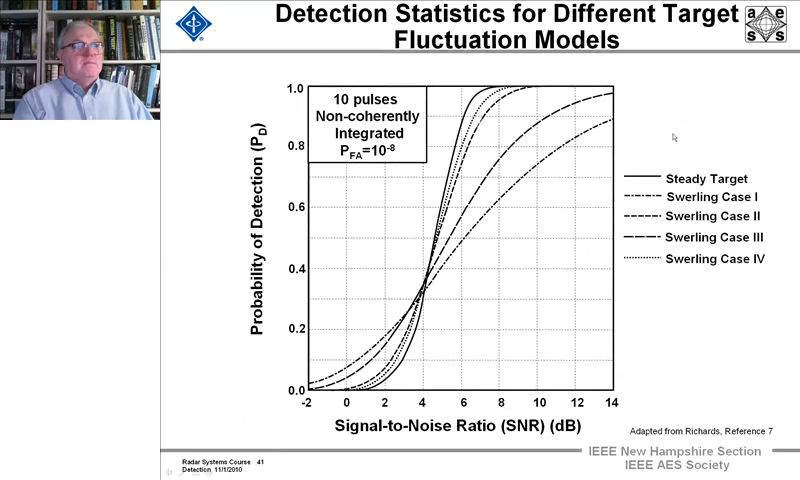 Detection Statistics for Different Target
Fluctuation Models
a e
s s
10 pulses
Non-coherently
Integrated
PFA=10-8
Probability of Detection (PD)
1.0
0.8
0.6
0.4
0.2
0.0
-2 0 2 4 6 8 10 12 14
Signal-to-Noise Ratio (SNR) (dB)
Steady Target
Swerling Case I
Swerling Case II
Swerling Case III
Swerling Case IV
Adapted from Richards, Reference 7
Radar Systems Course 41
Detection 11/1/2010
IEEE New Hampshire Section
IEEE AES Society